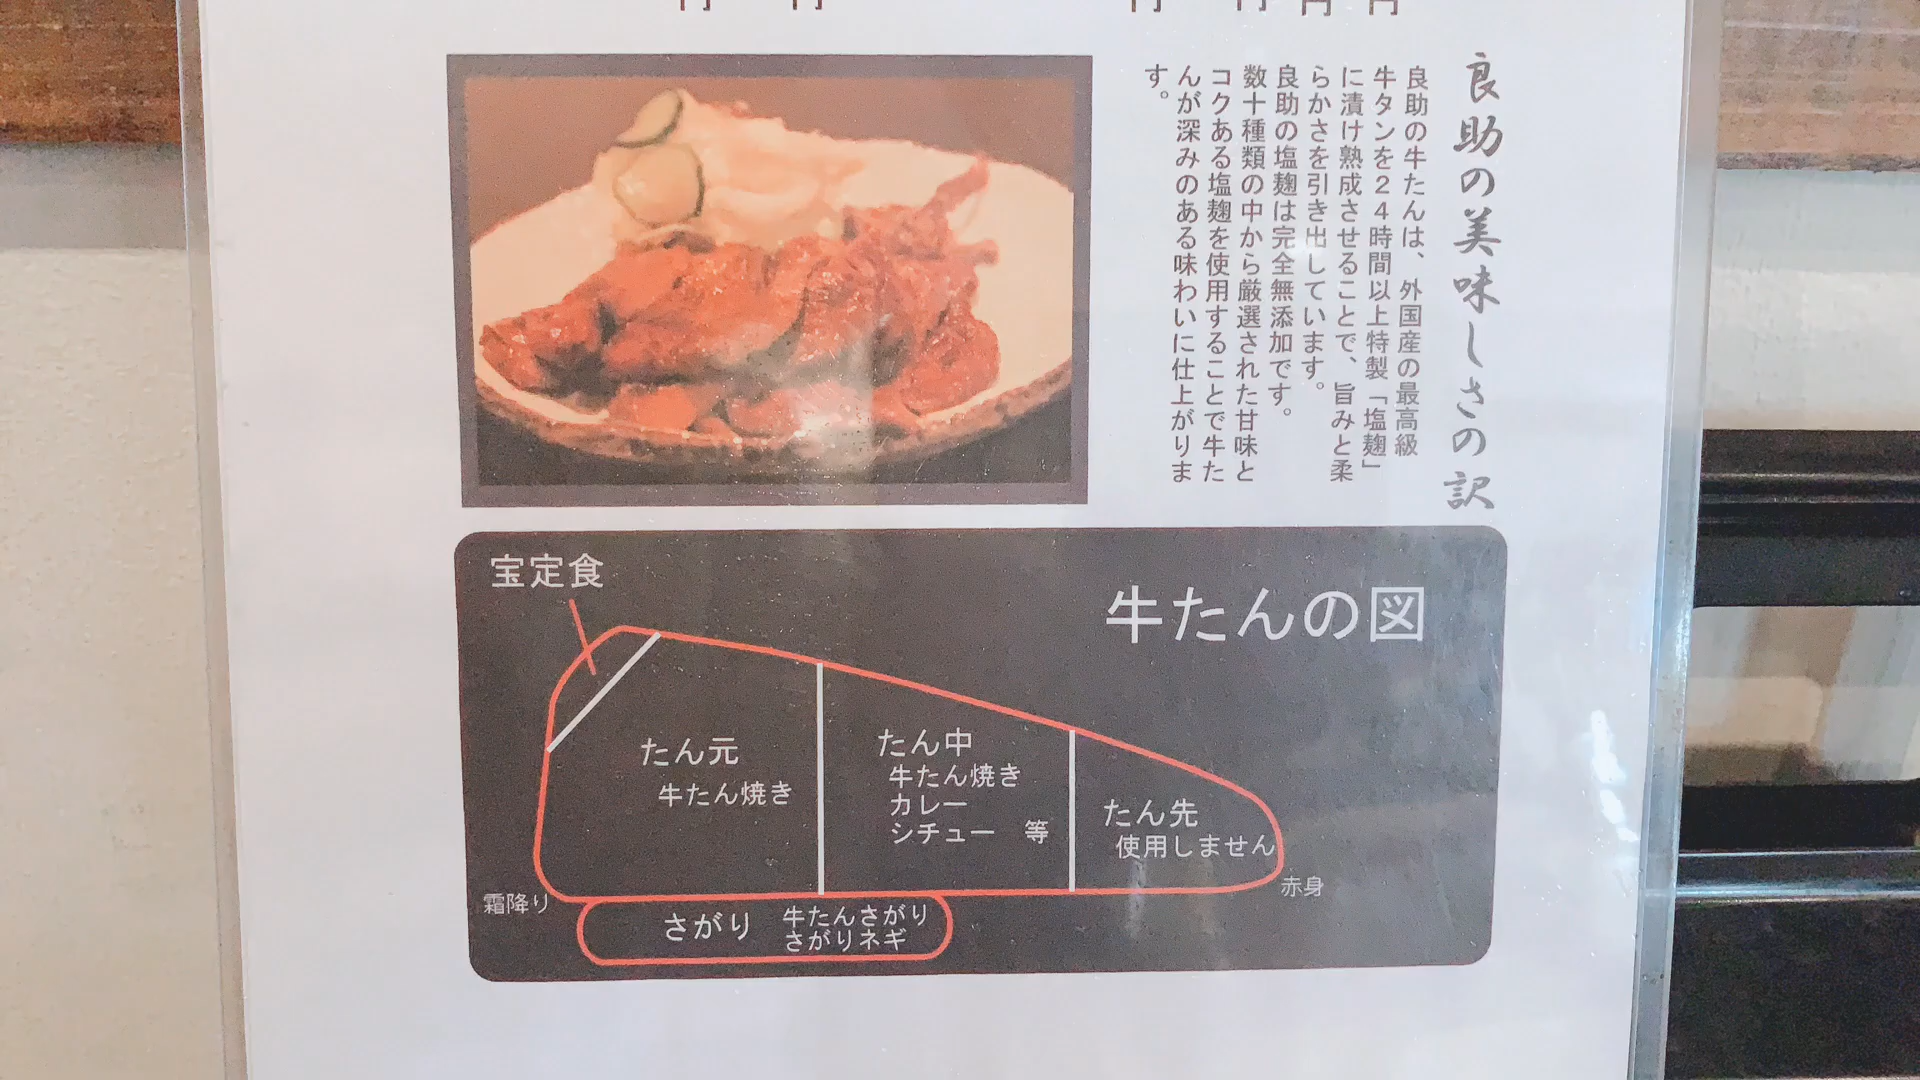 円 円 円 円 円 円
良助の美味しさの訳
良助の牛たんは、外国産の最高級
牛タンを24時間以上特製「塩麹」
に漬け熟成させることで、旨みと柔
らかさを引き出しています。
良助の塩麹は完全無添加です。
数十種類の中から厳選された甘味と
コクある塩麹を使用することで牛た
んが深みのある味わいに仕上がりま
す。
牛たんの図
宝定食
たん元
牛たん焼き
たん中
牛たん焼き
カレー
シチュー 等
たん先
使用しません
霜降り
赤身
さがり
牛たんさがり
さがりネギ